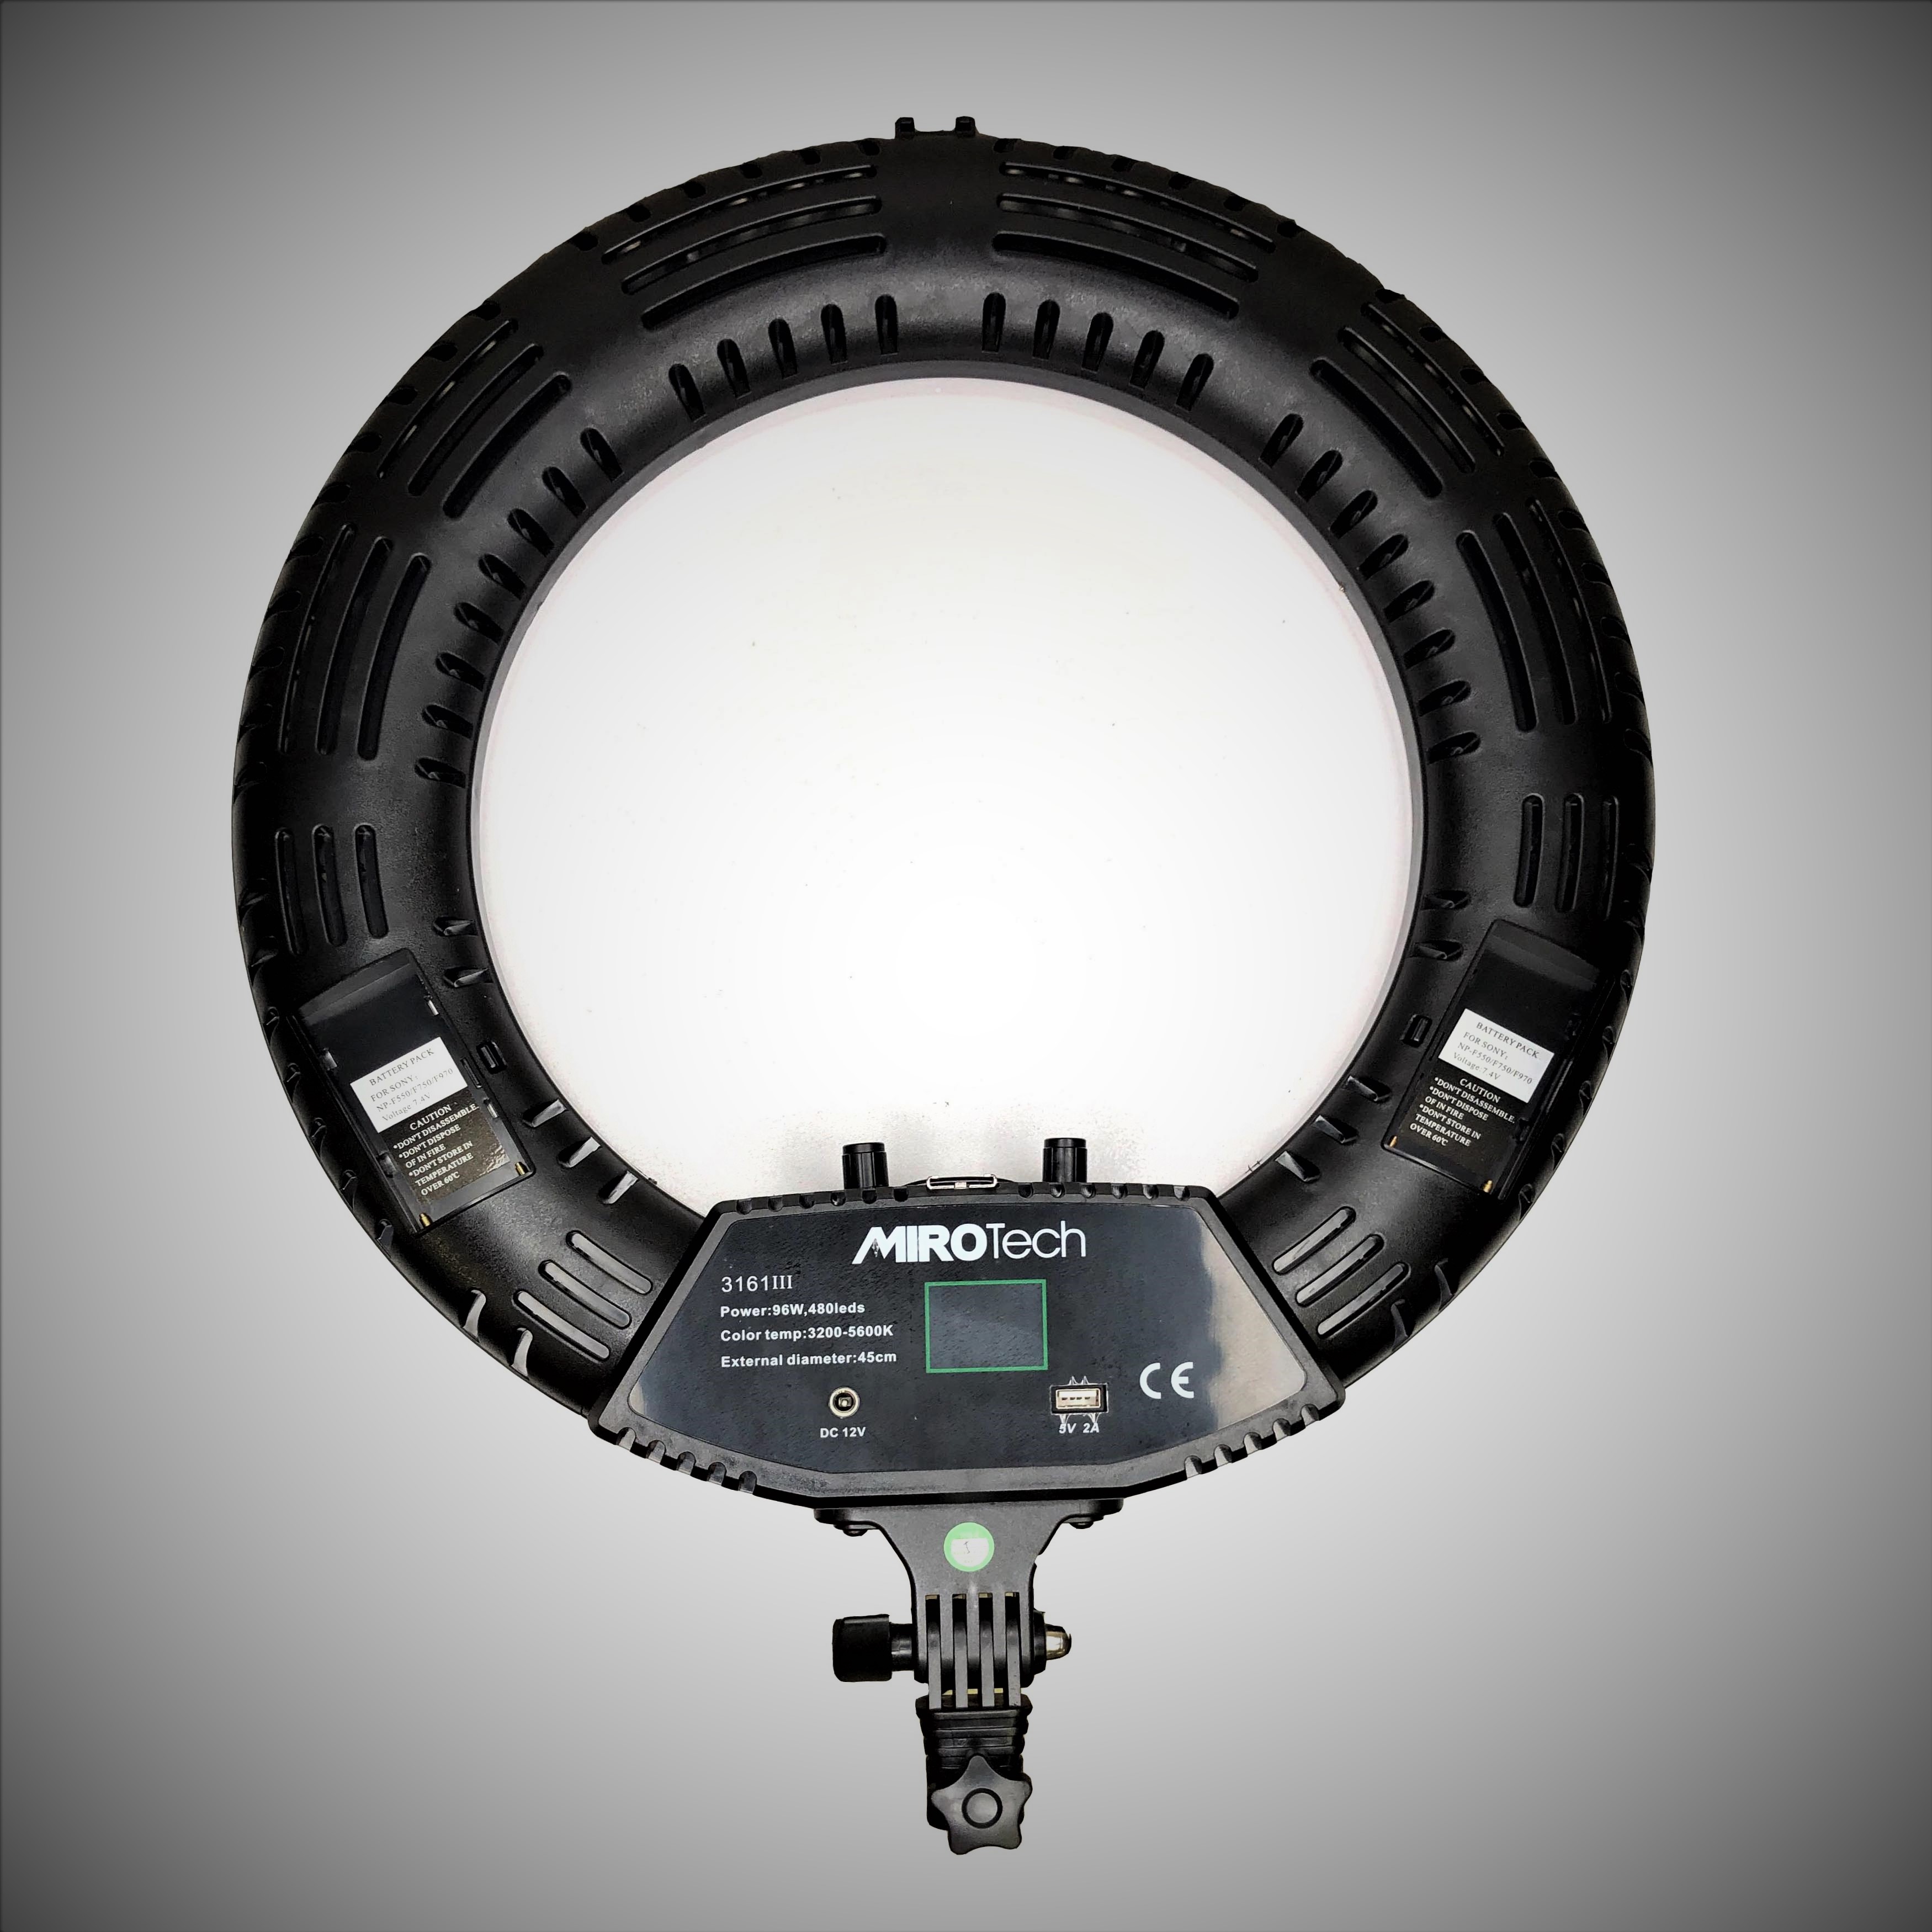 BATTERY PACK
FOR SONY:
NP-F550/F750/F970
Voltage:7.4V
CAUTION
*DON'T DISASSEMBLE.
*DON'T DISPOSE
OF IN FIRE
*DON'T STORE IN
TEMPERATURE
OVER 60℃
BATTERY PACK
FOR SONY:
NP-F550/F750/F970
Voltage:7.4V
CAUTION
*DON'T DISASSEMBLE.
*DON'T DISPOSE
OF IN FIRE
*DON'T STORE IN
TEMPERATURE
OVER 60℃
MIROTech
3161III
Power:96W,480leds
Color temp:3200-5600K
External diameter:45cm
DC 12V
5V 2A
CE